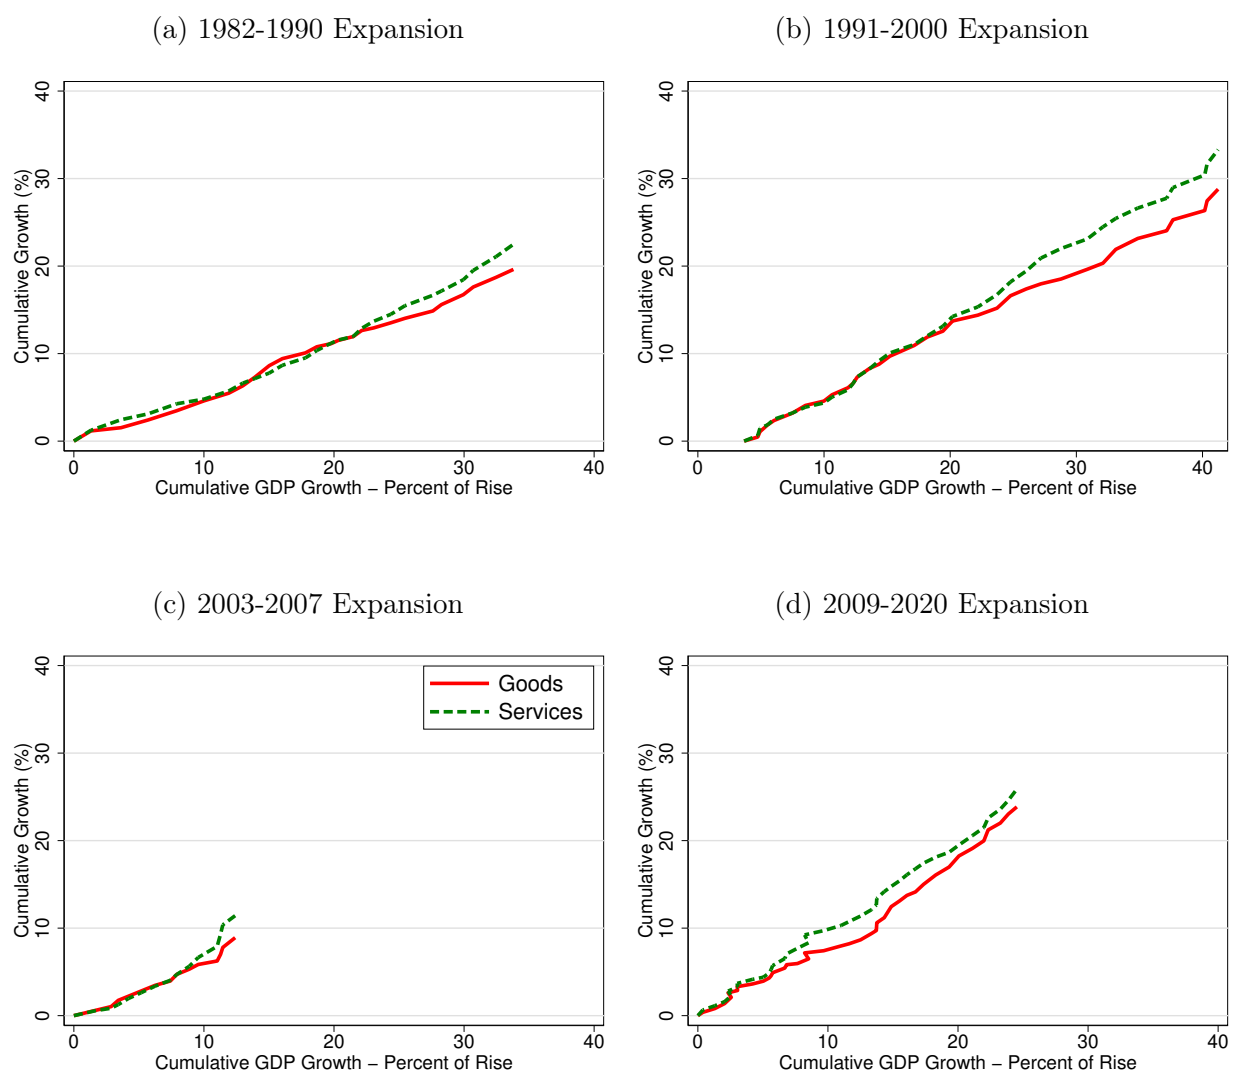 (a) 1982-1990 Expansion
(b) 1991-2000 Expansion
Cumulative Growth (%)
40
30
20
10
0
0 10 20 30 40
Cumulative GDP Growth – Percent of Rise
Cumulative Growth (%)
40
30
20
10
0
0 10 20 30 40
Cumulative GDP Growth – Percent of Rise
(c) 2003-2007 Expansion
(d) 2009-2020 Expansion
Cumulative Growth (%)
40
30
20
10
0
Goods
Services
0 10 20 30 40
Cumulative GDP Growth – Percent of Rise
Cumulative Growth (%)
40
30
20
10
0
0 10 20 30 40
Cumulative GDP Growth – Percent of Rise